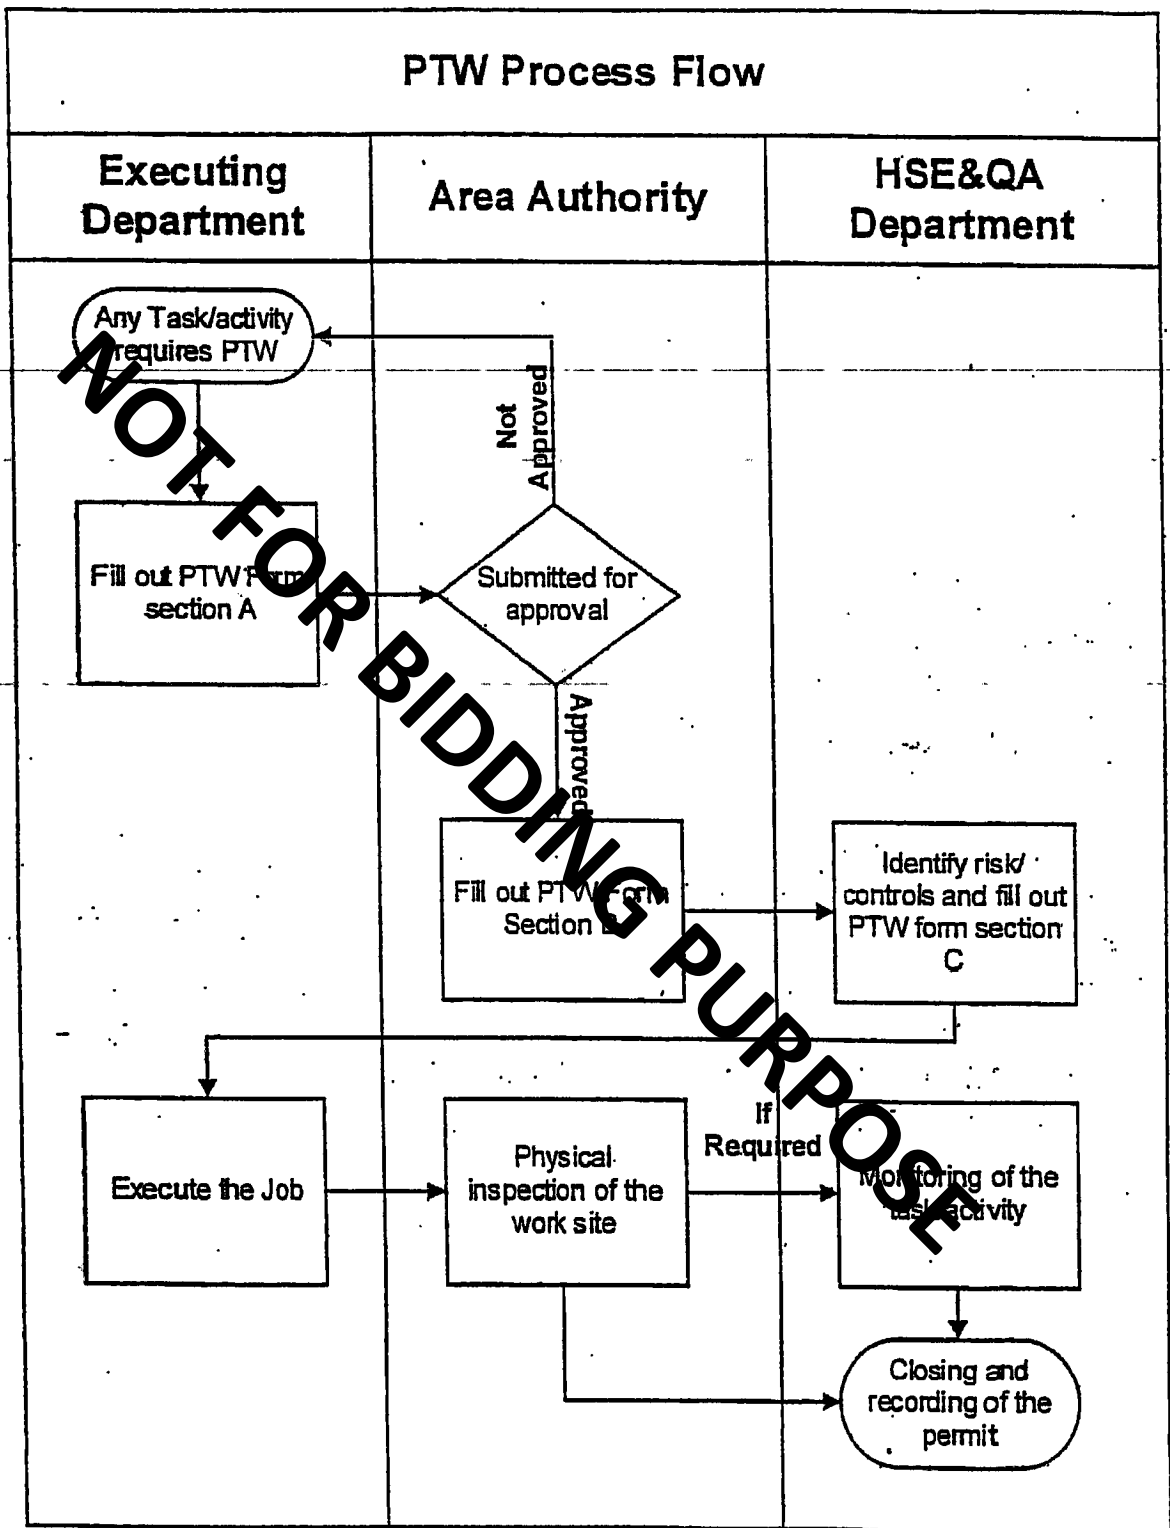 PTW Process Flow
Executing
Department
Area Authority
HSE&QA
Department
Any Task/activity
requires PTW
Not
Approved
Fill out PTW Form
section A
Submitted for
approval
Approved
Fill out PTW Form
Section B
Identify risk/
controls and fill out
PTW form section
C
Execute the Job
Physical
inspection of the
work site
If
Required
Monitoring of the
task/activity
Closing and
recording of the
permit
NOT FOR BIDDING PURPOSE